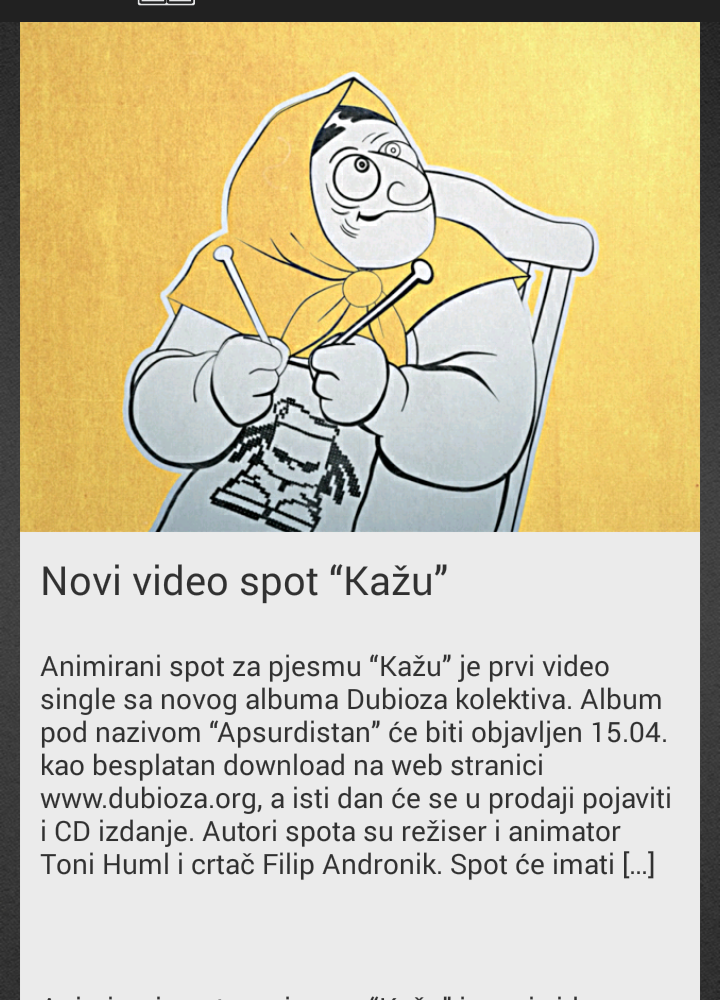 Novi video spot “Kažu”
Animirani spot za pjesmu “Kažu” je prvi video
single sa novog albuma Dubioza kolektiva. Album
pod nazivom “Apsurdistan” će biti objavljen 15.04.
kao besplatan download na web stranici
www.dubioza.org, a isti dan će se u prodaji pojaviti
i CD izdanje. Autori spota su režiser i animator
Toni Huml i crtač Filip Andronik. Spot će imati [...]